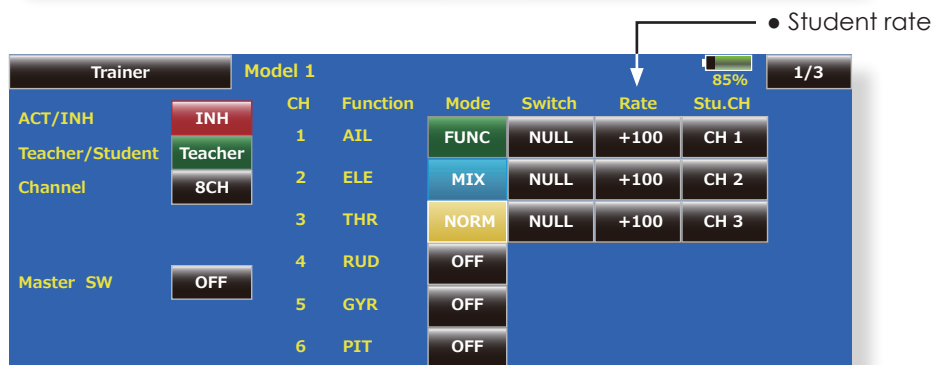 ● Student rate
Trainer Model 1 85% 1/3
CH Function Mode Switch Rate Stu.CH
ACT/INH INH
1 AIL FUNC NULL +100 CH 1
Teacher/Student Teacher
2 ELE MIX NULL +100 CH 2
Channel 8CH
3 THR NORM NULL +100 CH 3
4 RUD OFF
Master SW OFF
5 GYR OFF
6 PIT OFF